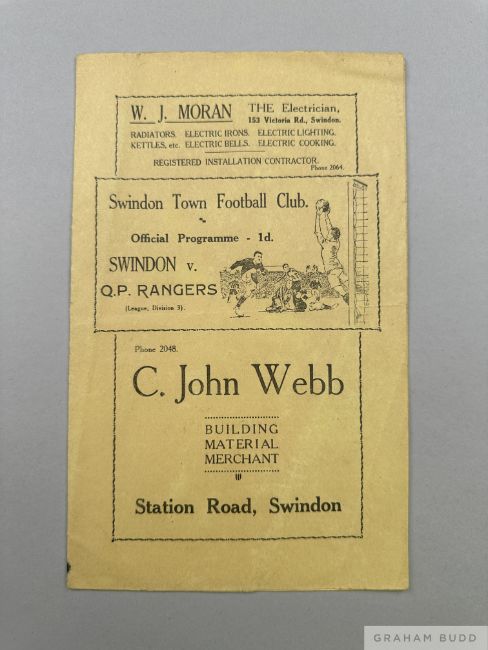 W. J. MORAN THE Electrician,
153 Victoria Rd., Swindon.
RADIATORS. ELECTRIC IRONS. ELECTRIC LIGHTING.
KETTLES, etc. ELECTRIC BELLS. ELECTRIC COOKING.
REGISTERED INSTALLATION CONTRACTOR.
Phone 2064.
Swindon Town Football Club.
Official Programme - 1d.
SWINDON v.
Q.P. RANGERS
(League, Division 3).
Phone 2048.
C. John Webb
BUILDING
MATERIAL
MERCHANT
Station Road, Swindon
GRAHAM BUDD